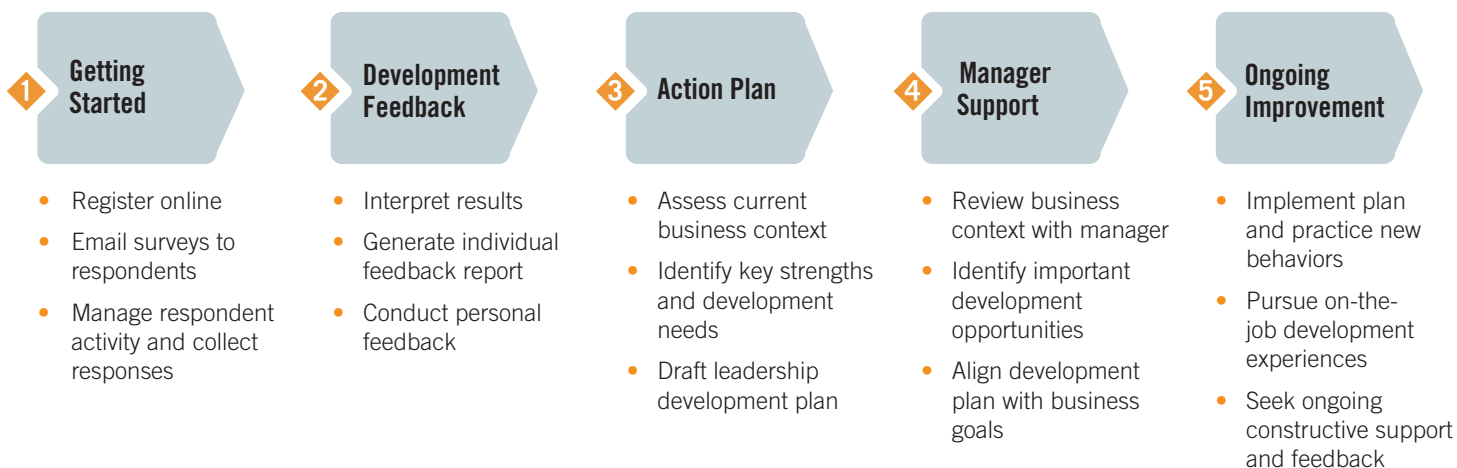 1
Getting
Started
• Register online
• Email surveys to
respondents
• Manage respondent
activity and collect
responses
2
Development
Feedback
• Interpret results
• Generate individual
feedback report
• Conduct personal
feedback
3
Action Plan
• Assess current
business context
• Identify key strengths
and development
needs
• Draft leadership
development plan
4
Manager
Support
• Review business
context with manager
• Identify important
development
opportunities
• Align development
plan with business
goals
5
Ongoing
Improvement
• Implement plan
and practice new
behaviors
• Pursue on-the-
job development
experiences
• Seek ongoing
constructive support
and feedback